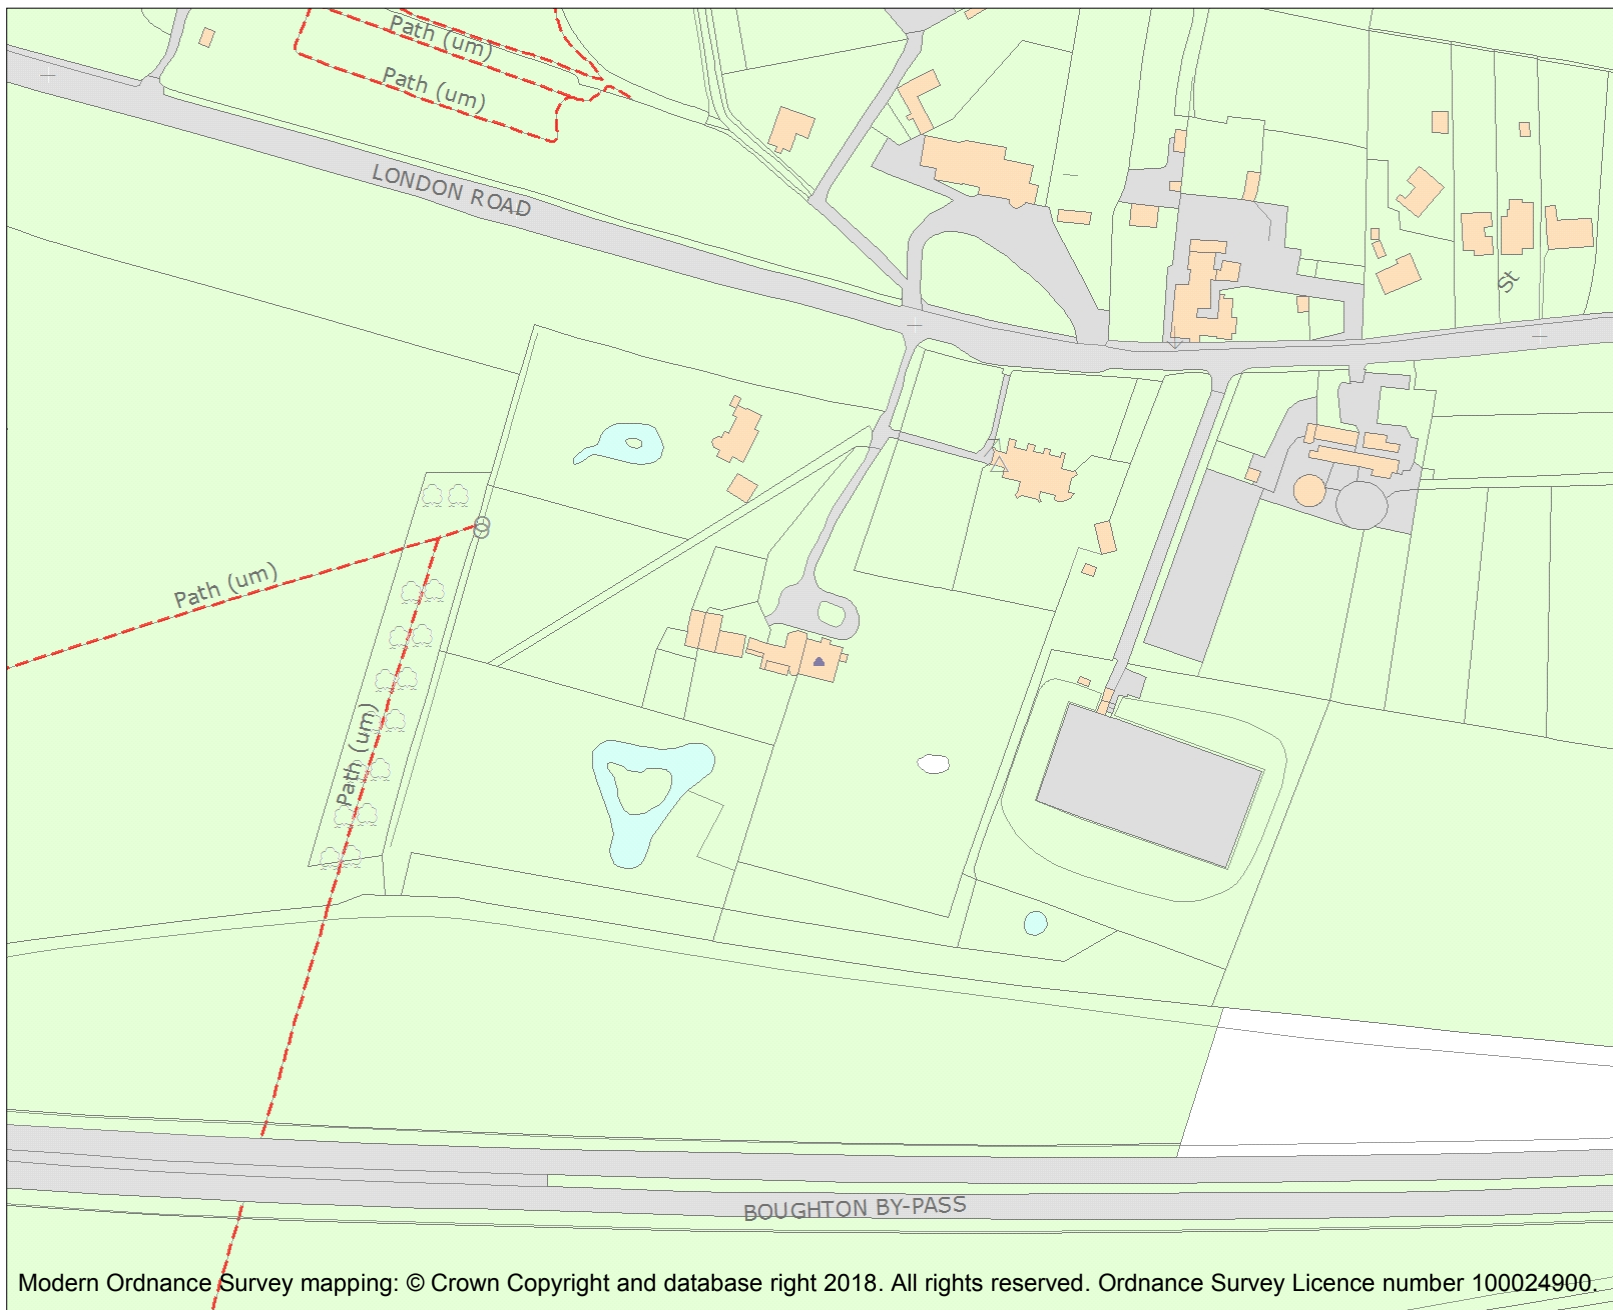 Path (um)
Path (um)
LONDON ROAD
St
Path (um)
Path (um)
BOUGHTON BY-PASS
Modern Ordnance Survey mapping: © Crown Copyright and database right 2018. All rights reserved. Ordnance Survey Licence number 100024900.